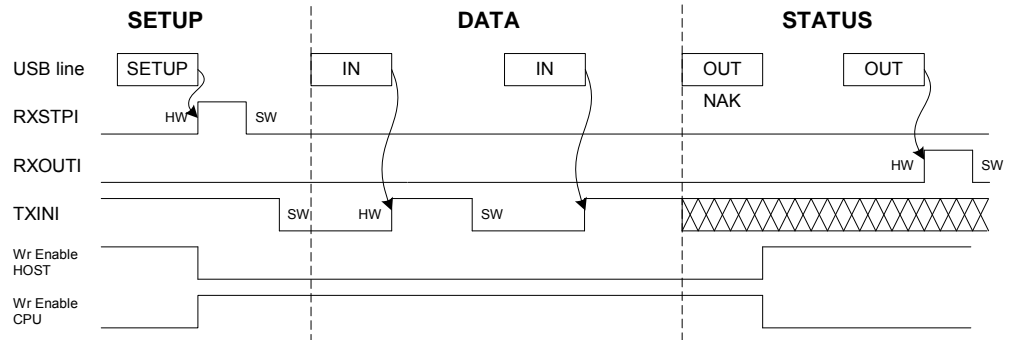 SETUP DATA STATUS
USB line SETUP IN IN OUT OUT
NAK
RXSTPI HW SW
RXOUTI HW SW
TXINI SW HW SW
Wr Enable
HOST
Wr Enable
CPU